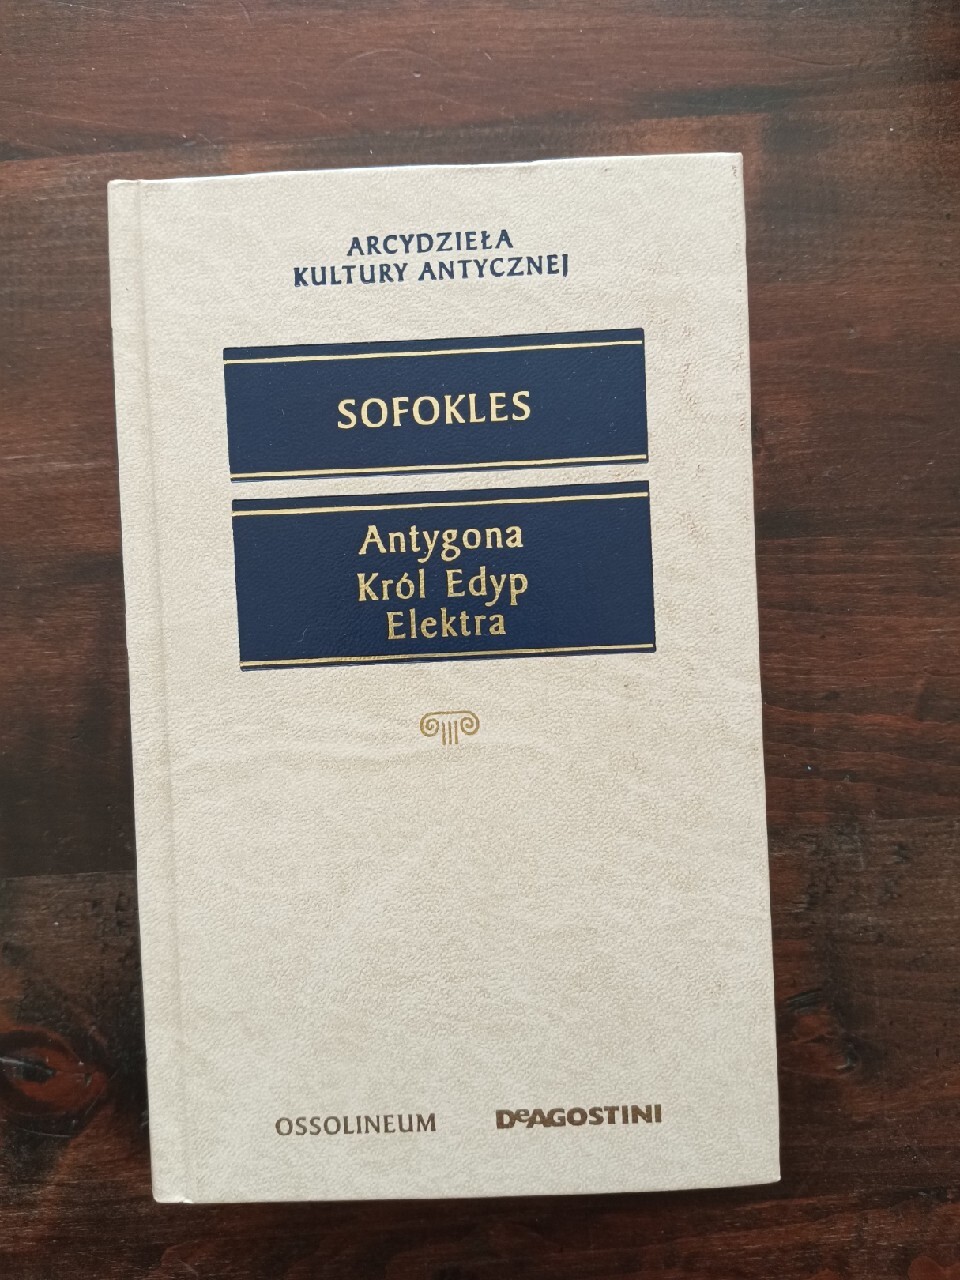 ARCYDZIEŁA
KULTURY ANTYCZNEJ
SOFOKLES
Antygona
Król Edyp
Elektra
OSSOLINEUM DeAGOSTINI